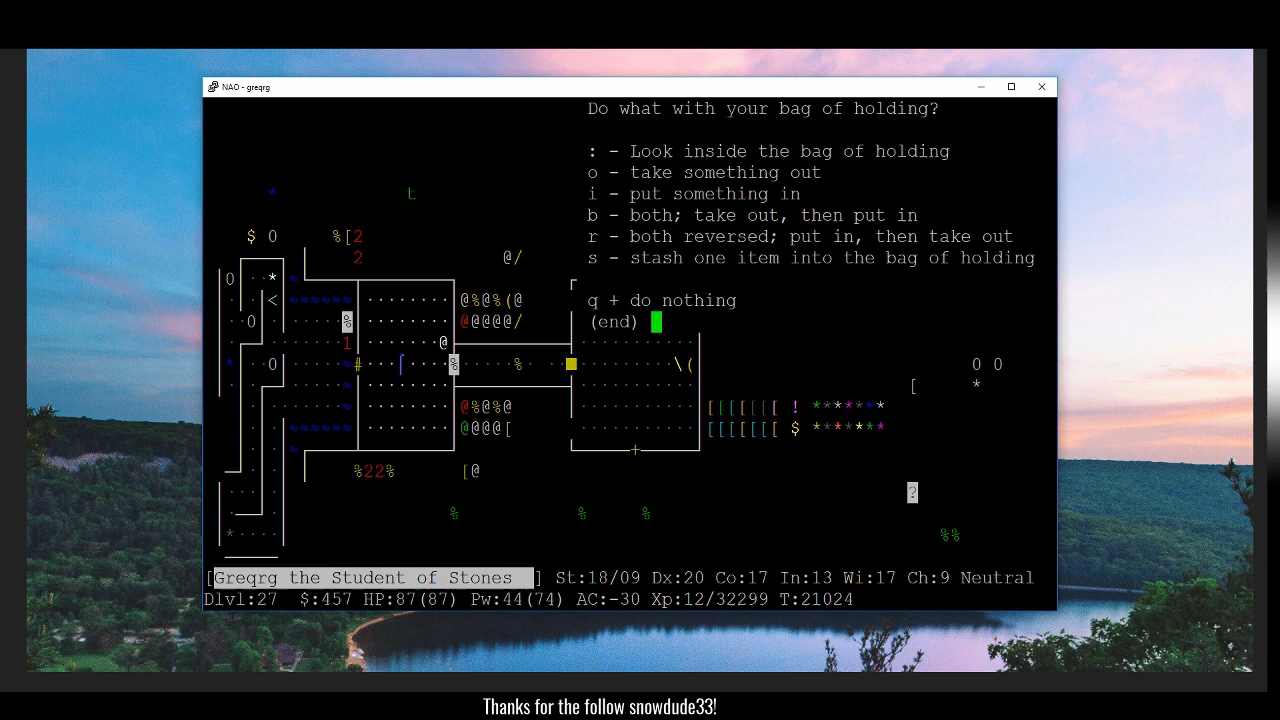 NAO - greqrg
Do what with your bag of holding?
: - Look inside the bag of holding
o - take something out
i - put something in
b - both; take out, then put in
r - both reversed; put in, then take out
s - stash one item into the bag of holding
q + do nothing
(end)
[Greqrg the Student of Stones ] St:18/09 Dx:20 Co:17 In:13 Wi:17 Ch:9 Neutral
Dlvl:27 $:457 HP:87(87) Pw:44(74) AC:-30 Xp:12/32299 T:21024
Thanks for the follow snowdude33!